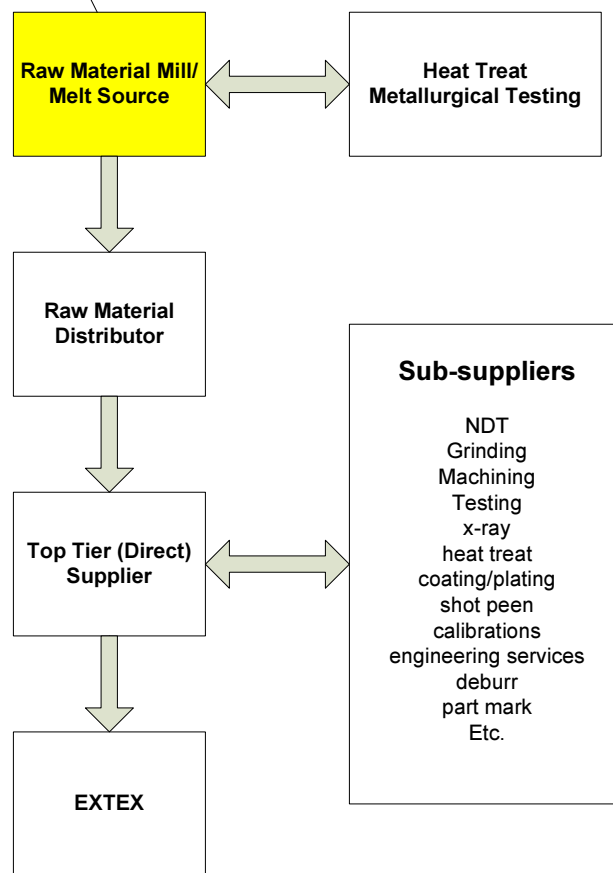 Raw Material Mill/
Melt Source
Heat Treat
Metallurgical Testing
Raw Material
Distributor
Sub-suppliers
NDT
Grinding
Machining
Testing
x-ray
heat treat
coating/plating
shot peen
calibrations
engineering services
deburr
part mark
Etc.
Top Tier (Direct)
Supplier
EXTEX